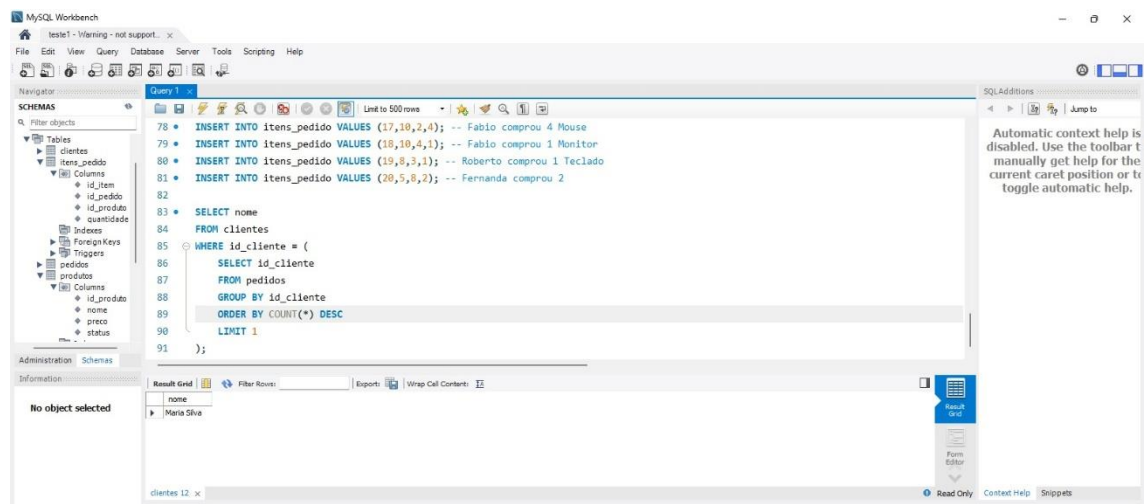 MySQL Workbench
teste1 - Warning - not support... x
File Edit View Query Database Server Tools Scripting Help
Navigator
SCHEMAS
Filter objects
Tables
clientes
itens_pedido
Columns
id_item
id_pedido
id_produto
quantidade
Indexes
Foreign Keys
Triggers
pedidos
produtos
Columns
id_produto
nome
preco
status
Administration Schemas
Information
No object selected
Query 1 x
Limit to 500 rows
78 INSERT INTO itens_pedido VALUES (17,10,2,4); -- Fabio comprou 4 Mouse
79 INSERT INTO itens_pedido VALUES (18,10,4,1); -- Fabio comprou 1 Monitor
80 INSERT INTO itens_pedido VALUES (19,8,3,1); -- Roberto comprou 1 Teclado
81 INSERT INTO itens_pedido VALUES (20,5,8,2); -- Fernanda comprou 2
82
83 SELECT nome
84 FROM clientes
85 WHERE id_cliente = (
86 SELECT id_cliente
87 FROM pedidos
88 GROUP BY id_cliente
89 ORDER BY COUNT(*) DESC
90 LIMIT 1
91 );
Result Grid Filter Rows: Export: Wrap Cell Content:
nome
Maria Silva
Result
Grid
Form
Editor
clientes 12 x
Read Only
SQLAdditions
Jump to
Automatic context help is
disabled. Use the toolbar t
manually get help for the
current caret position or to
toggle automatic help.
Context Help Snippets